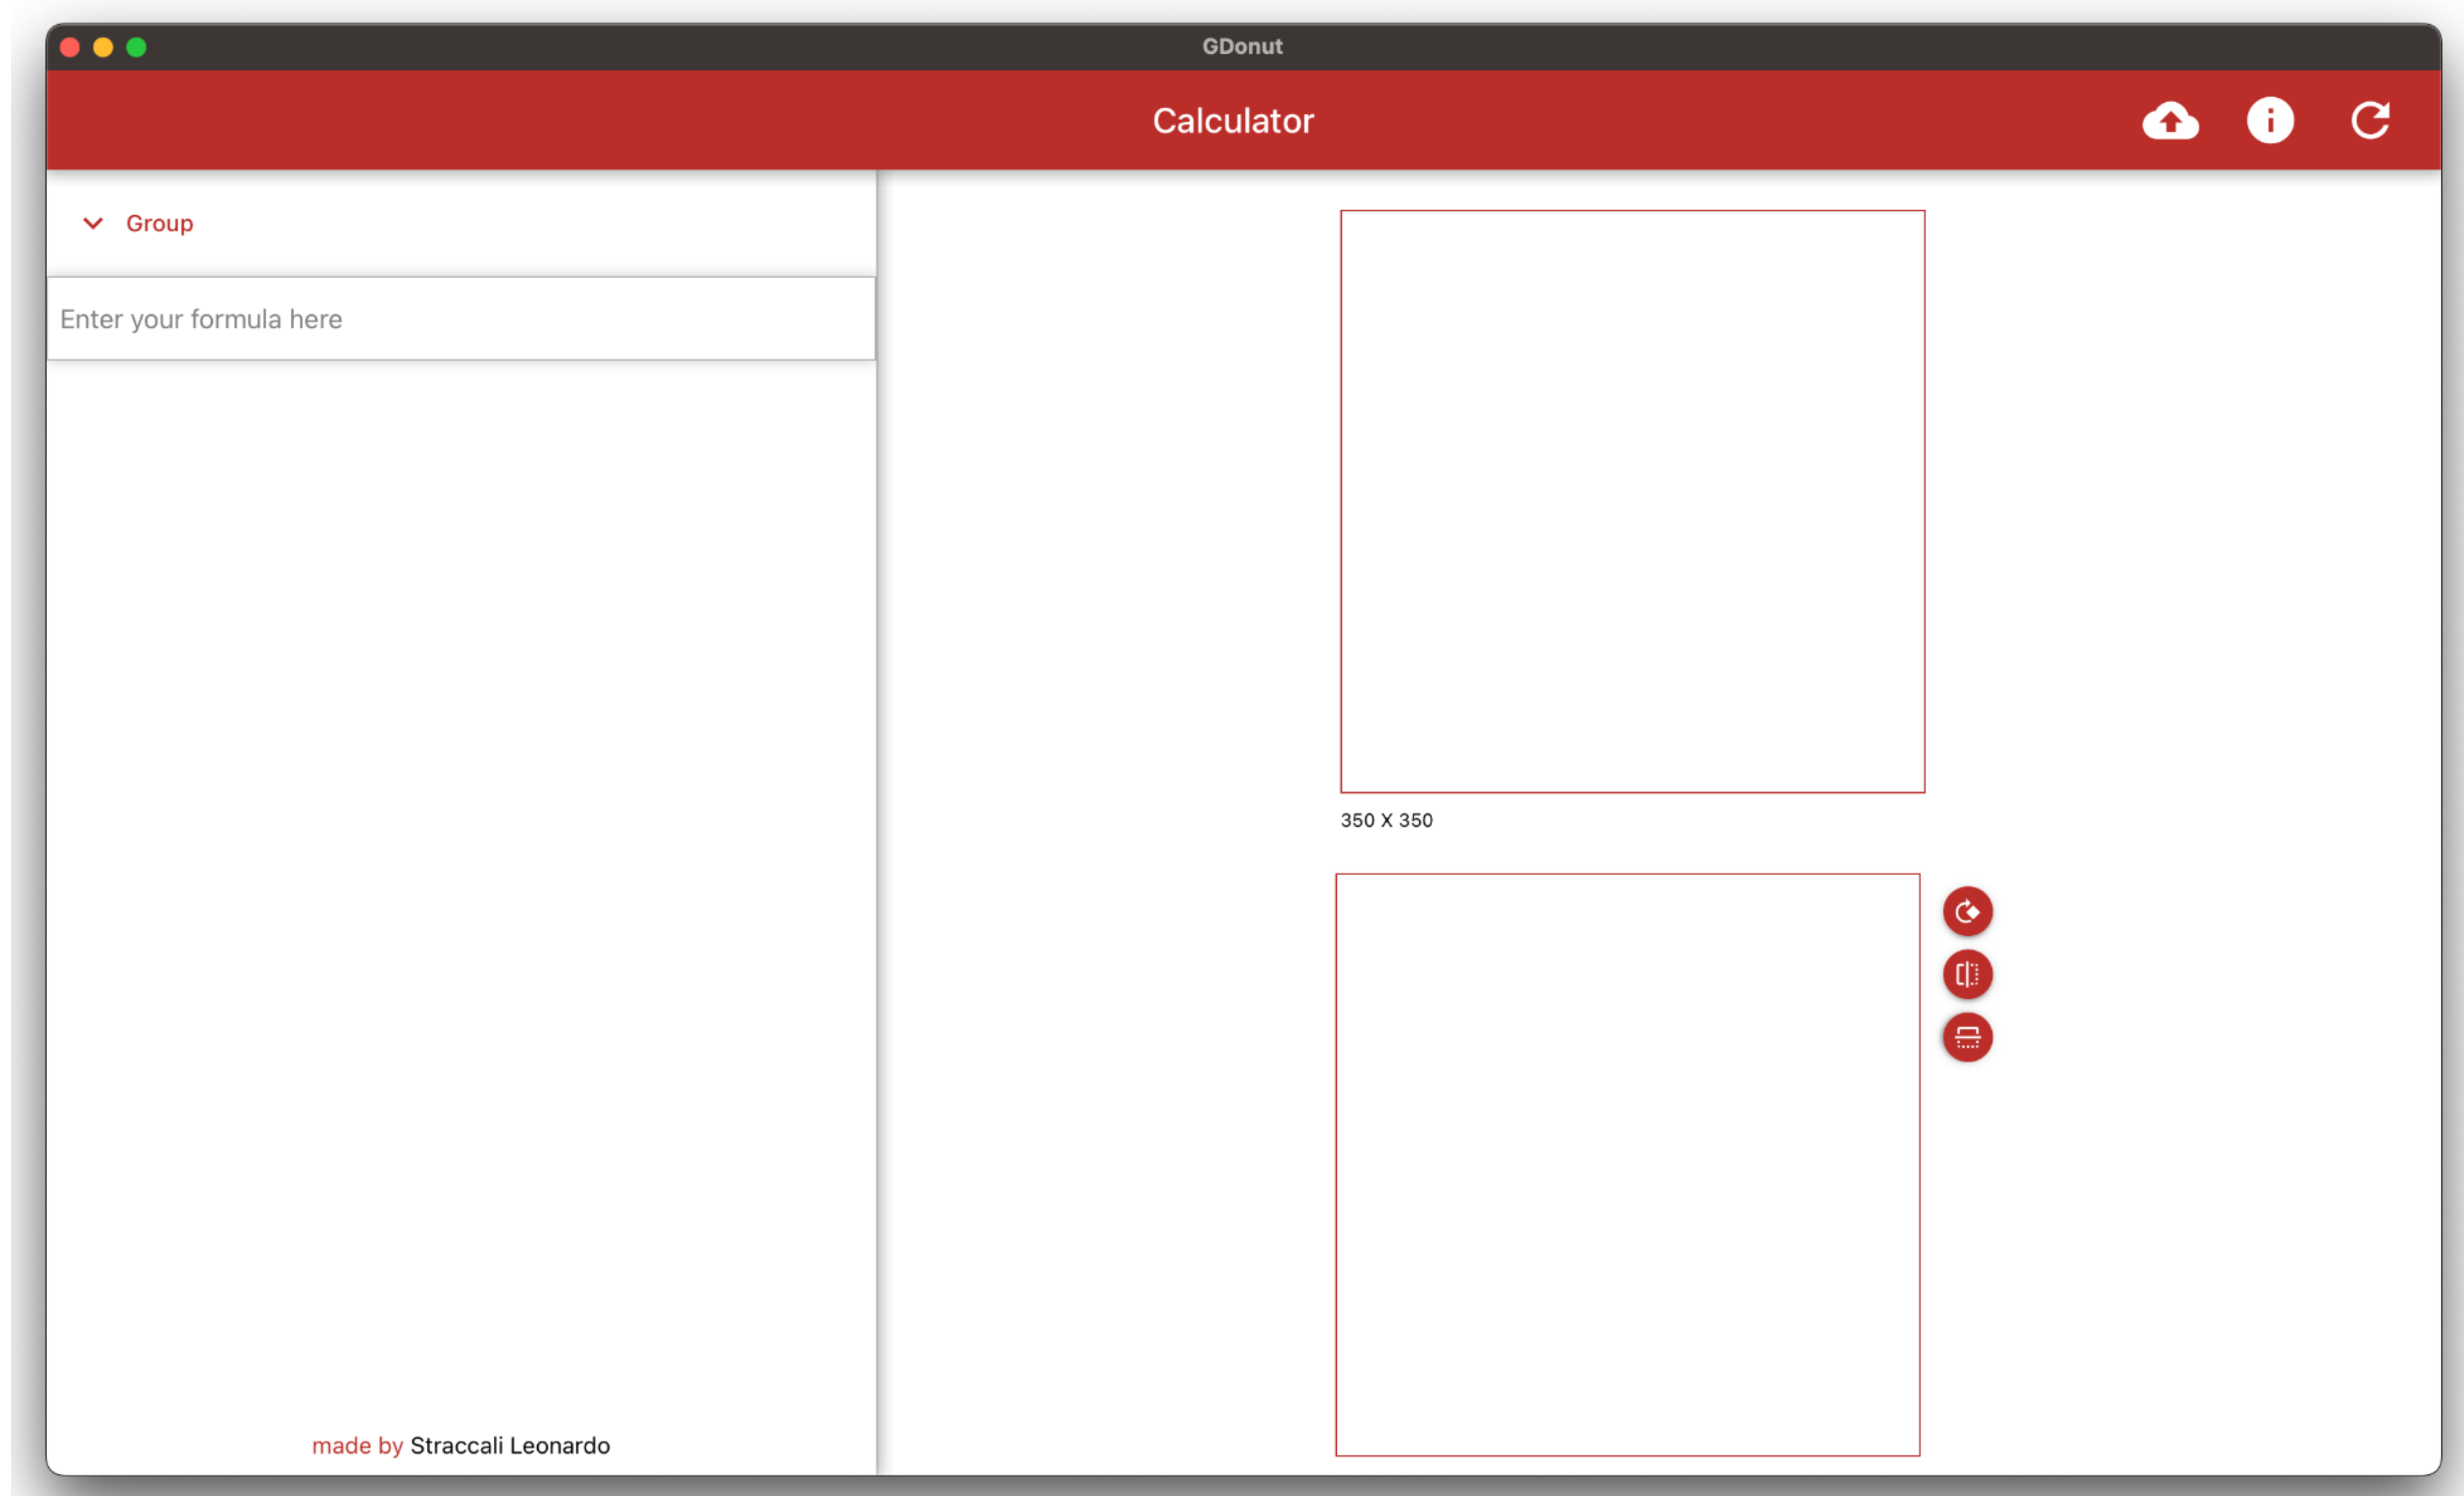 GDonut
Calculator
Group
Enter your formula here
350 X 350
made by Straccali Leonardo